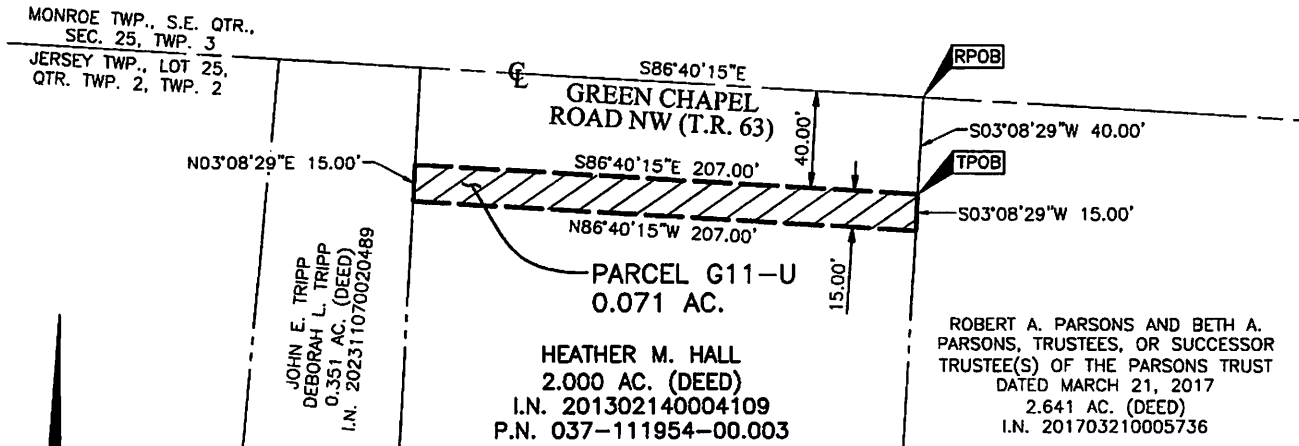 MONROE TWP., S.E. QTR.,
SEC. 25, TWP. 3
JERSEY TWP., LOT 25,
QTR. TWP. 2, TWP. 2
℄
S86°40'15"E
RPOB
GREEN CHAPEL
ROAD NW (T.R. 63)
40.00'
S03°08'29"W 40.00'
N03°08'29"E 15.00'
S86°40'15"E 207.00'
TPOB
S03°08'29"W 15.00'
N86°40'15"W 207.00'
15.00'
PARCEL G11-U
0.071 AC.
JOHN E. TRIPP
DEBORAH L. TRIPP
0.351 AC. (DEED)
I.N. 202311070020489
HEATHER M. HALL
2.000 AC. (DEED)
I.N. 201302140004109
P.N. 037-111954-00.003
ROBERT A. PARSONS AND BETH A.
PARSONS, TRUSTEES, OR SUCCESSOR
TRUSTEE(S) OF THE PARSONS TRUST
DATED MARCH 21, 2017
2.641 AC. (DEED)
I.N. 201703210005736